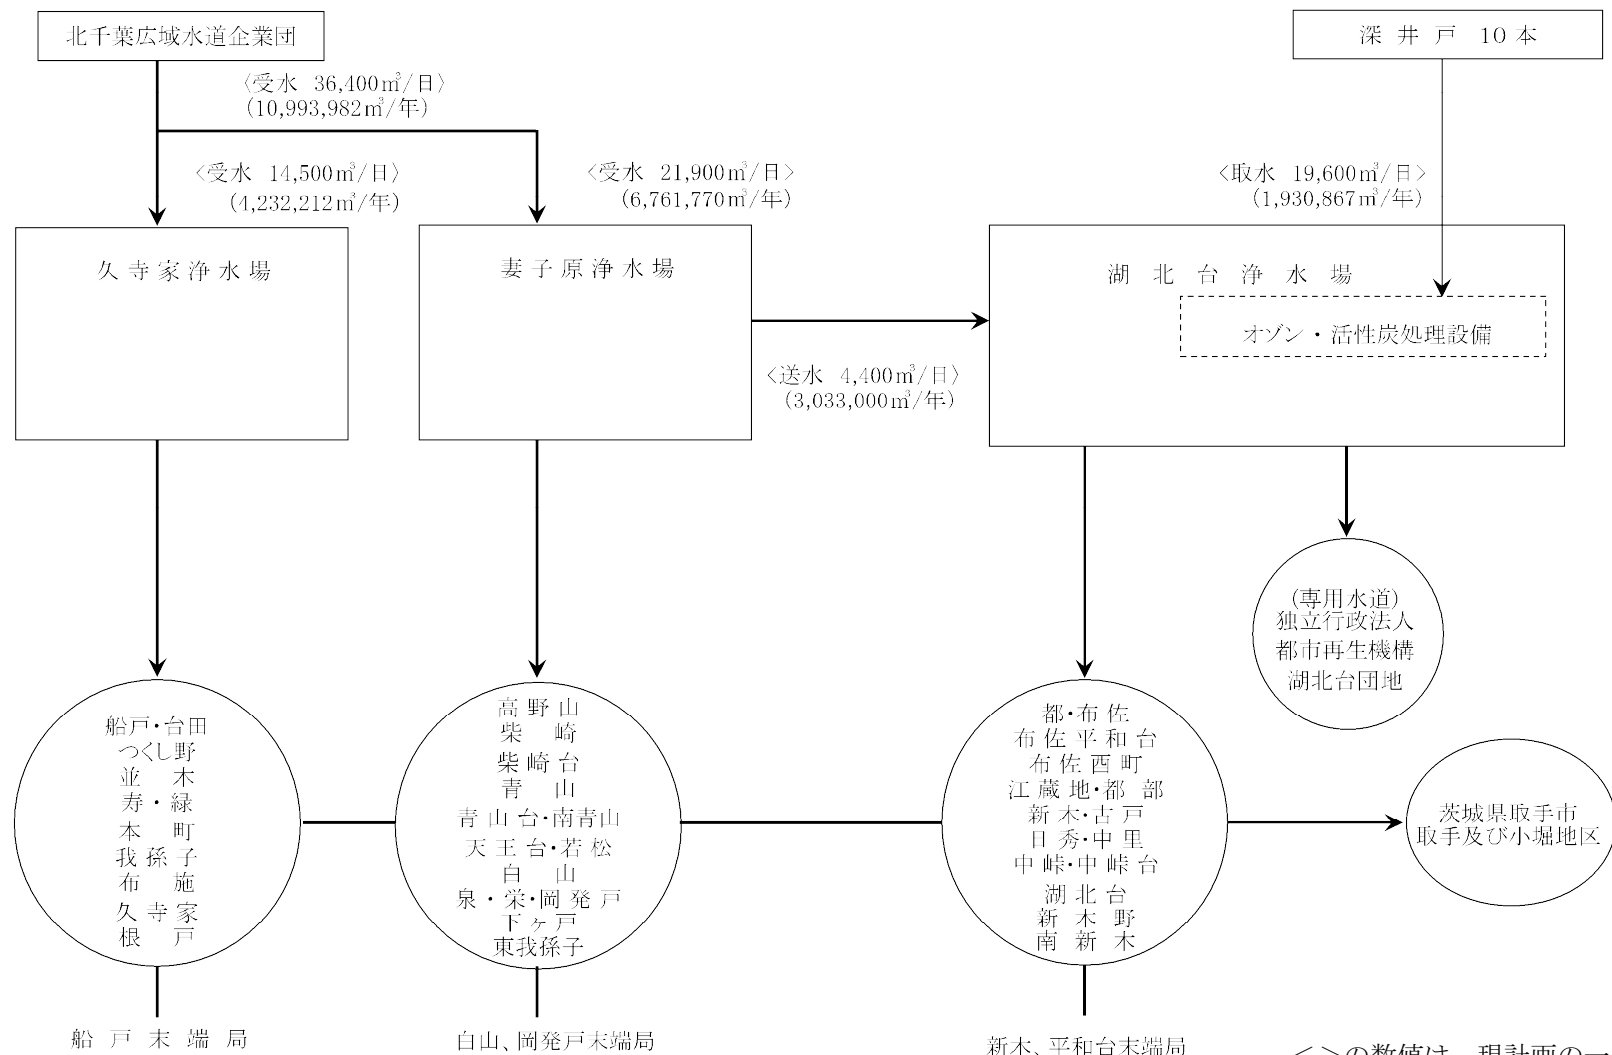 北千葉広域水道企業団
深井戸 10本
〈受水 36,400㎥/日〉
(10,993,982㎥/年)
〈受水 14,500㎥/日〉
(4,232,212㎥/年)
〈受水 21,900㎥/日〉
(6,761,770㎥/年)
〈取水 19,600㎥/日〉
(1,930,867㎥/年)
久寺家浄水場
妻子原浄水場
湖北台浄水場
オゾン・活性炭処理設備
〈送水 4,400㎥/日〉
(3,033,000㎥/年)
(専用水道)
独立行政法人
都市再生機構
湖北台団地
船戸・台田
つくし野
並木
寿・緑
本町
我孫子
布施
久寺家
根戸
高野山
柴崎
柴崎台
青山
青山台・南青山
天王台・若松
白山
泉・栄・岡発戸
下ヶ戸
東我孫子
都・布佐
布佐平和台
布佐酉町
江蔵地・都部
新木・古戸
日秀・中里
中峠・中峠台
湖北台
新木野
南新木
茨城県取手市
取手及び小堀地区
船戸末端局
白山、岡発戸末端局
新木、平和台末端局
＜＞の数値は、現計画の一